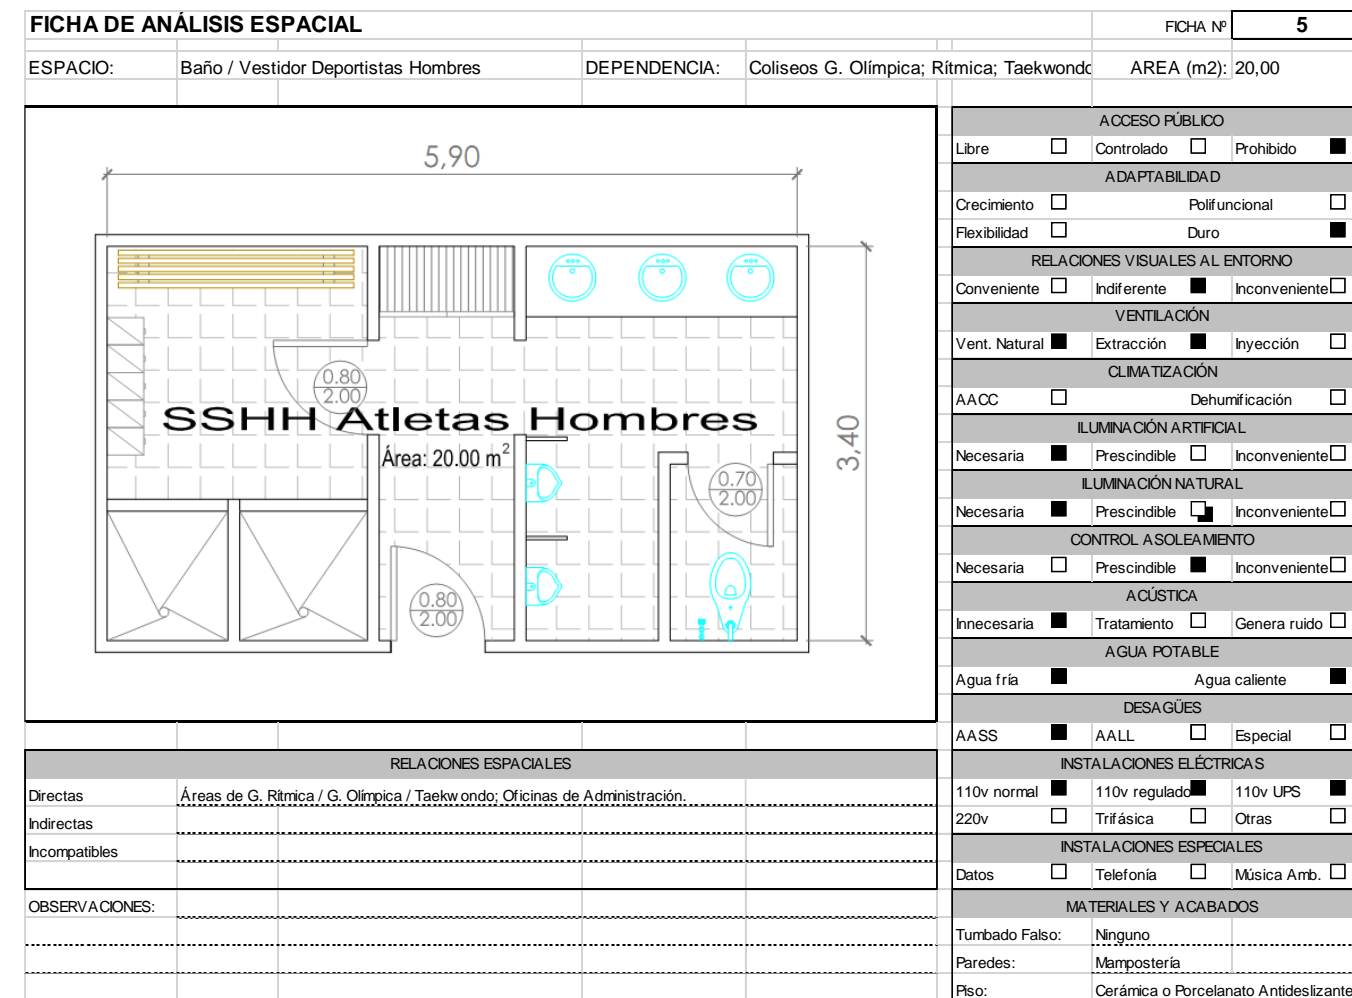 FICHA DE ANÁLISIS ESPACIAL FICHA Nº 5
ESPACIO: Baño / Vestidor Deportistas Hombres DEPENDENCIA: Coliseos G. Olímpica; Rítmica; Taekwondo AREA (m2): 20,00
5,90
3,40
0.80
2.00
SSHH Atletas Hombres
Área: 20.00 m²
0.70
2.00
0.80
2.00
ACCESO PÚBLICO
Libre Controlado Prohibido
ADAPTABILIDAD
Crecimiento Polifuncional
Flexibilidad Duro
RELACIONES VISUALES AL ENTORNO
Conveniente Indiferente Inconveniente
VENTILACIÓN
Vent. Natural Extracción Inyección
CLIMATIZACIÓN
AACC Dehumificación
ILUMINACIÓN ARTIFICIAL
Necesaria Prescindible Inconveniente
ILUMINACIÓN NATURAL
Necesaria Prescindible Inconveniente
CONTROL ASOLEAMIENTO
Necesaria Prescindible Inconveniente
ACÚSTICA
Innecesaria Tratamiento Genera ruido
AGUA POTABLE
Agua fría Agua caliente
DESAGÜES
AASS AALL Especial
INSTALACIONES ELÉCTRICAS
110v normal 110v regulado 110v UPS
220v Trifásica Otras
INSTALACIONES ESPECIALES
Datos Telefonía Música Amb.
MATERIALES Y ACABADOS
Tumbado Falso: Ninguno
Paredes: Mampostería
Piso: Cerámica o Porcelanato Antideslizante
RELACIONES ESPACIALES
Directas Áreas de G. Rítmica / G. Olímpica / Taekwondo; Oficinas de Administración.
Indirectas
Incompatibles
OBSERVACIONES: